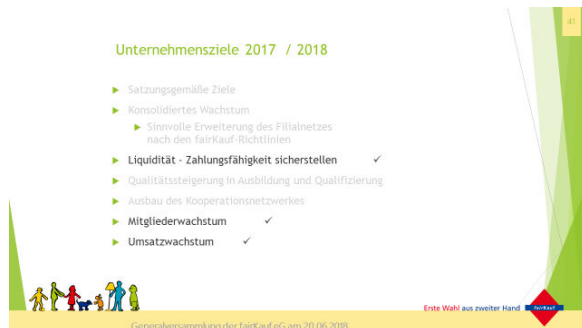 41
Unternehmensziele 2017 / 2018
Satzungsgemäße Ziele
Konsolidiertes Wachstum
Sinnvolle Erweiterung des Filialnetzes
nach den fairKauf-Richtlinien
Liquidität - Zahlungsfähigkeit sicherstellen ✓
Qualitätssteigerung in Ausbildung und Qualifizierung
Ausbau des Kooperationsnetzwerkes
Mitgliederwachstum ✓
Umsatzwachstum ✓
Erste Wahl aus zweiter Hand
fairKauf
Generalversammlung der fairKauf eG am 20.06.2018